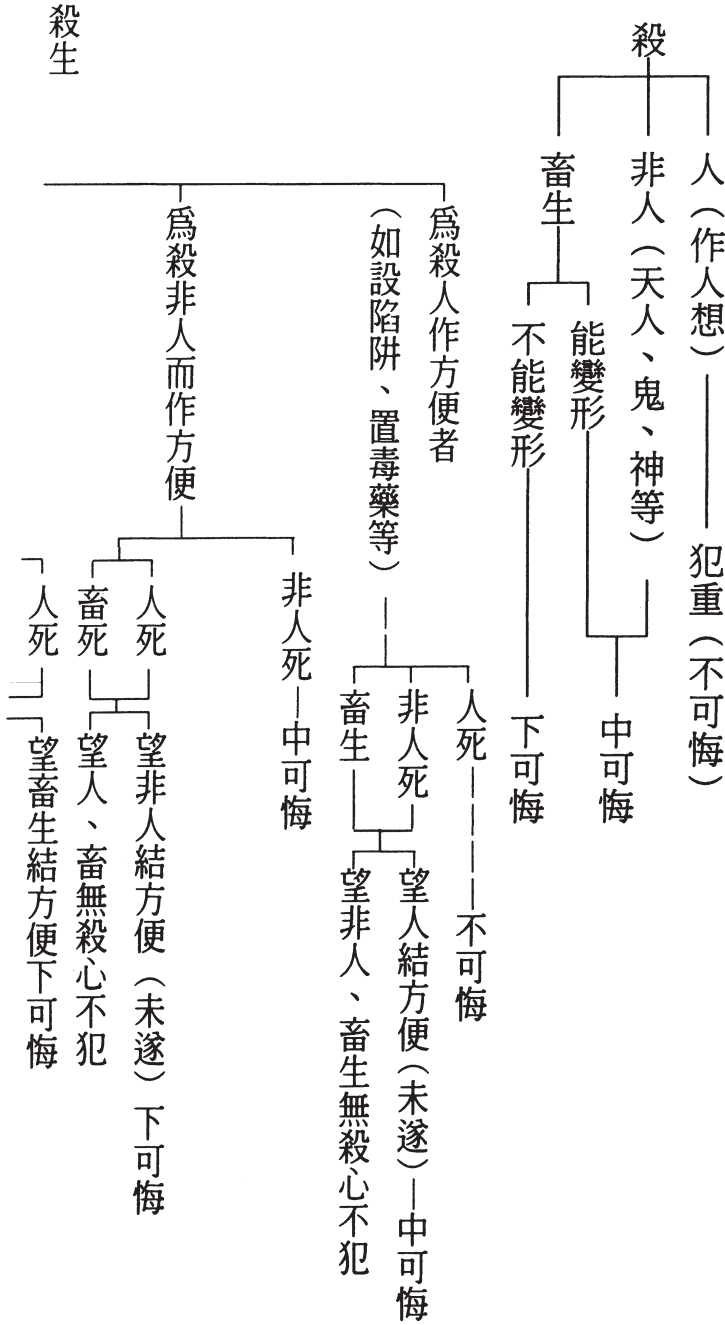 殺
人（作人想）
犯重（不可悔）
非人（天人、鬼、神等）
畜生
能變形
中可悔
不能變形
下可悔
殺生
爲殺人作方便者
（如設陷阱、置毒藥等）
人死
不可悔
非人死
畜生
望人結方便（未遂）
中可悔
望非人、畜生無殺心不犯
爲殺非人而作方便
非人死
中可悔
人死
畜死
望非人結方便（未遂）下可悔
望人、畜無殺心不犯
人死
望畜生結方便下可悔